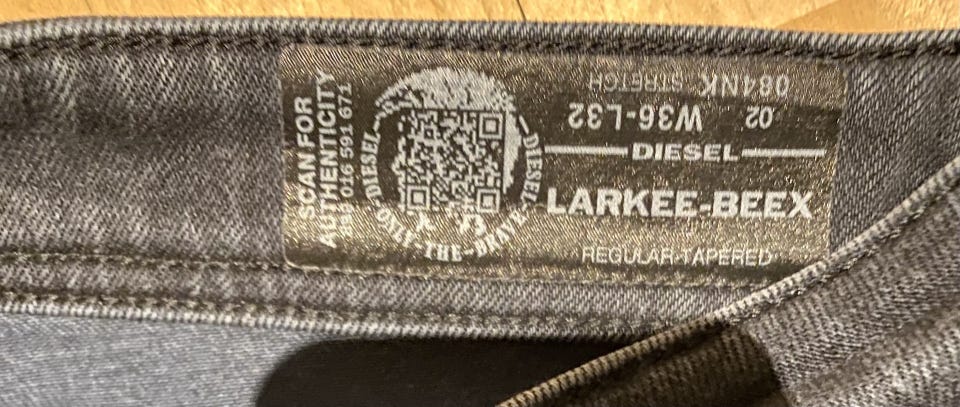 SCAN FOR
AUTHENTICITY
DIESEL
ONLY-THE-BRAVE
DIESEL
084NK STRETCH
02 W36-L32
DIESEL
LARKEE-BEEX
REGULAR-TAPERED